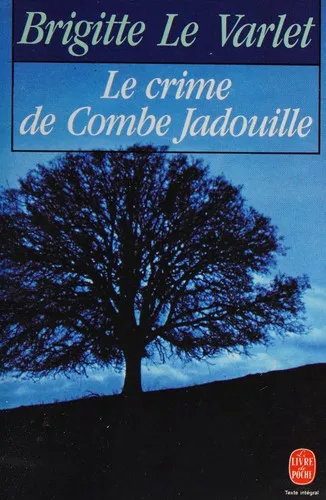 Brigitte Le Varlet
Le crime
de Combe Jadouille
Le
LIVRE
de
POCHE
Texte intégral